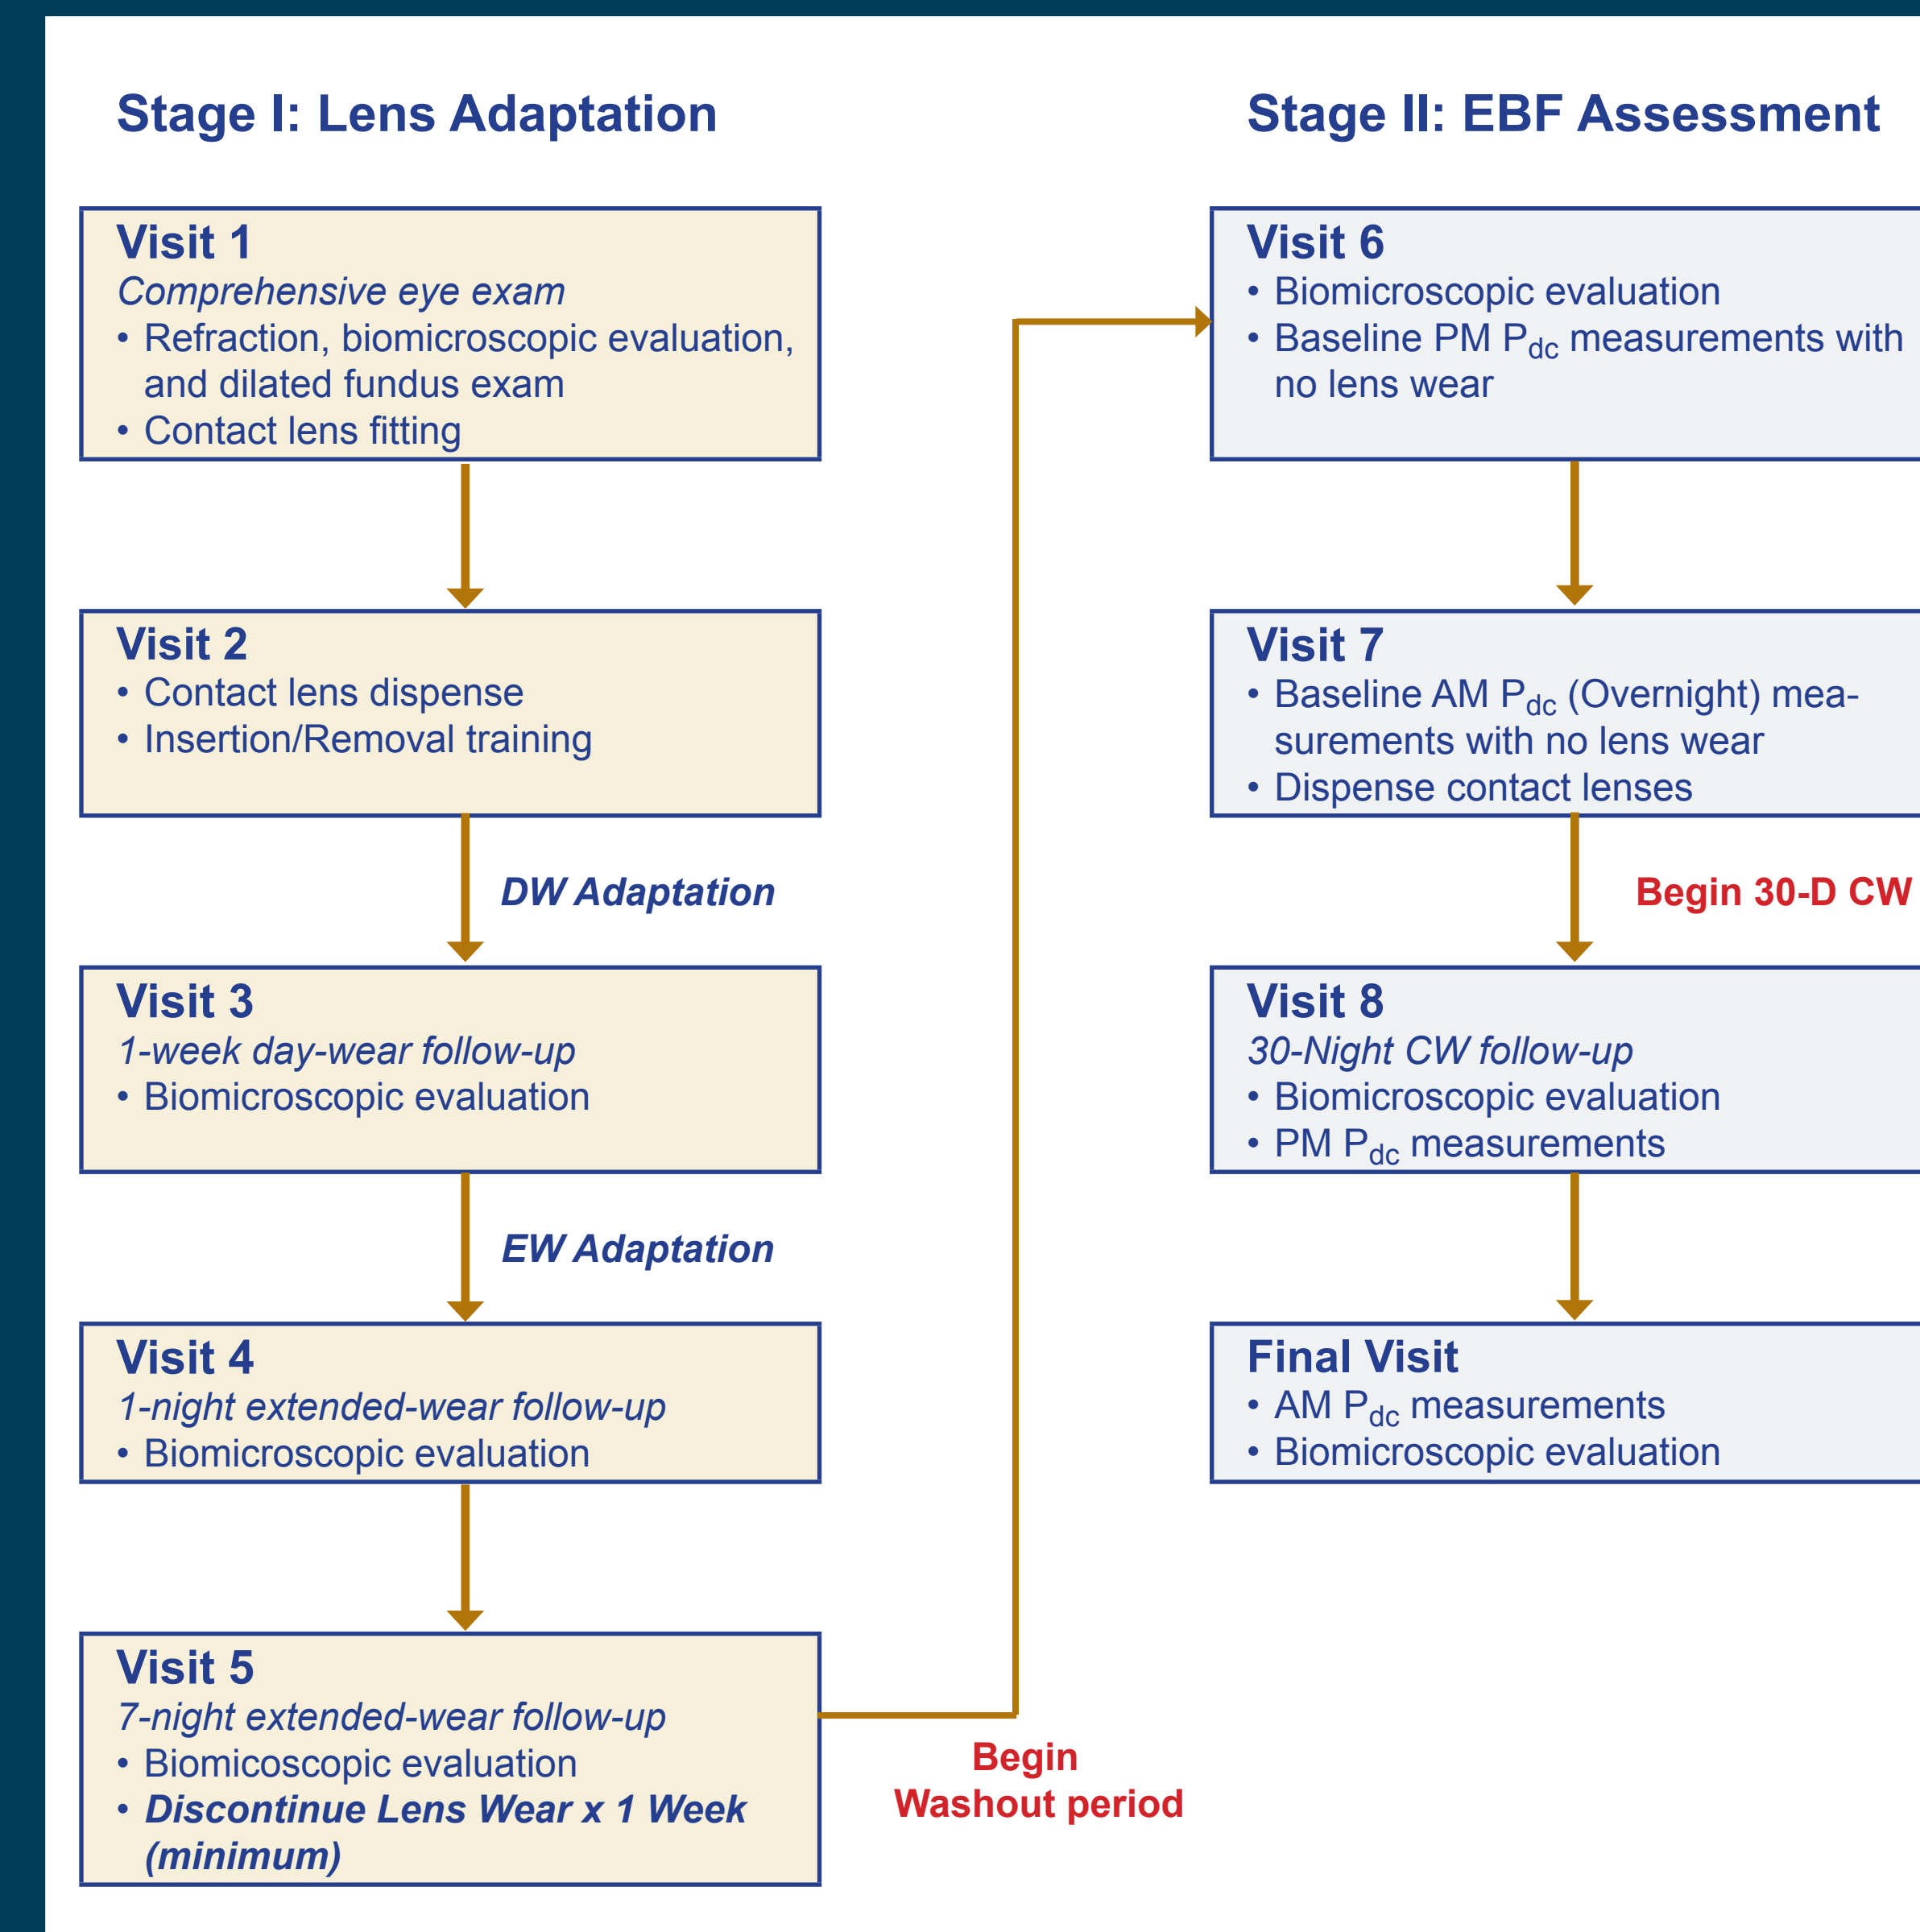 Stage I: Lens Adaptation
Visit 1
Comprehensive eye exam
• Refraction, biomicroscopic evaluation,
and dilated fundus exam
• Contact lens fitting
Visit 2
• Contact lens dispense
• Insertion/Removal training
DW Adaptation
Visit 3
1-week day-wear follow-up
• Biomicroscopic evaluation
EW Adaptation
Visit 4
1-night extended-wear follow-up
• Biomicroscopic evaluation
Visit 5
7-night extended-wear follow-up
• Biomicoscopic evaluation
• Discontinue Lens Wear x 1 Week
(minimum)
Begin
Washout period
Stage II: EBF Assessment
Visit 6
• Biomicroscopic evaluation
• Baseline PM Pdc measurements with
no lens wear
Visit 7
• Baseline AM Pdc (Overnight) mea-
surements with no lens wear
• Dispense contact lenses
Begin 30-D CW
Visit 8
30-Night CW follow-up
• Biomicroscopic evaluation
• PM Pdc measurements
Final Visit
• AM Pdc measurements
• Biomicroscopic evaluation